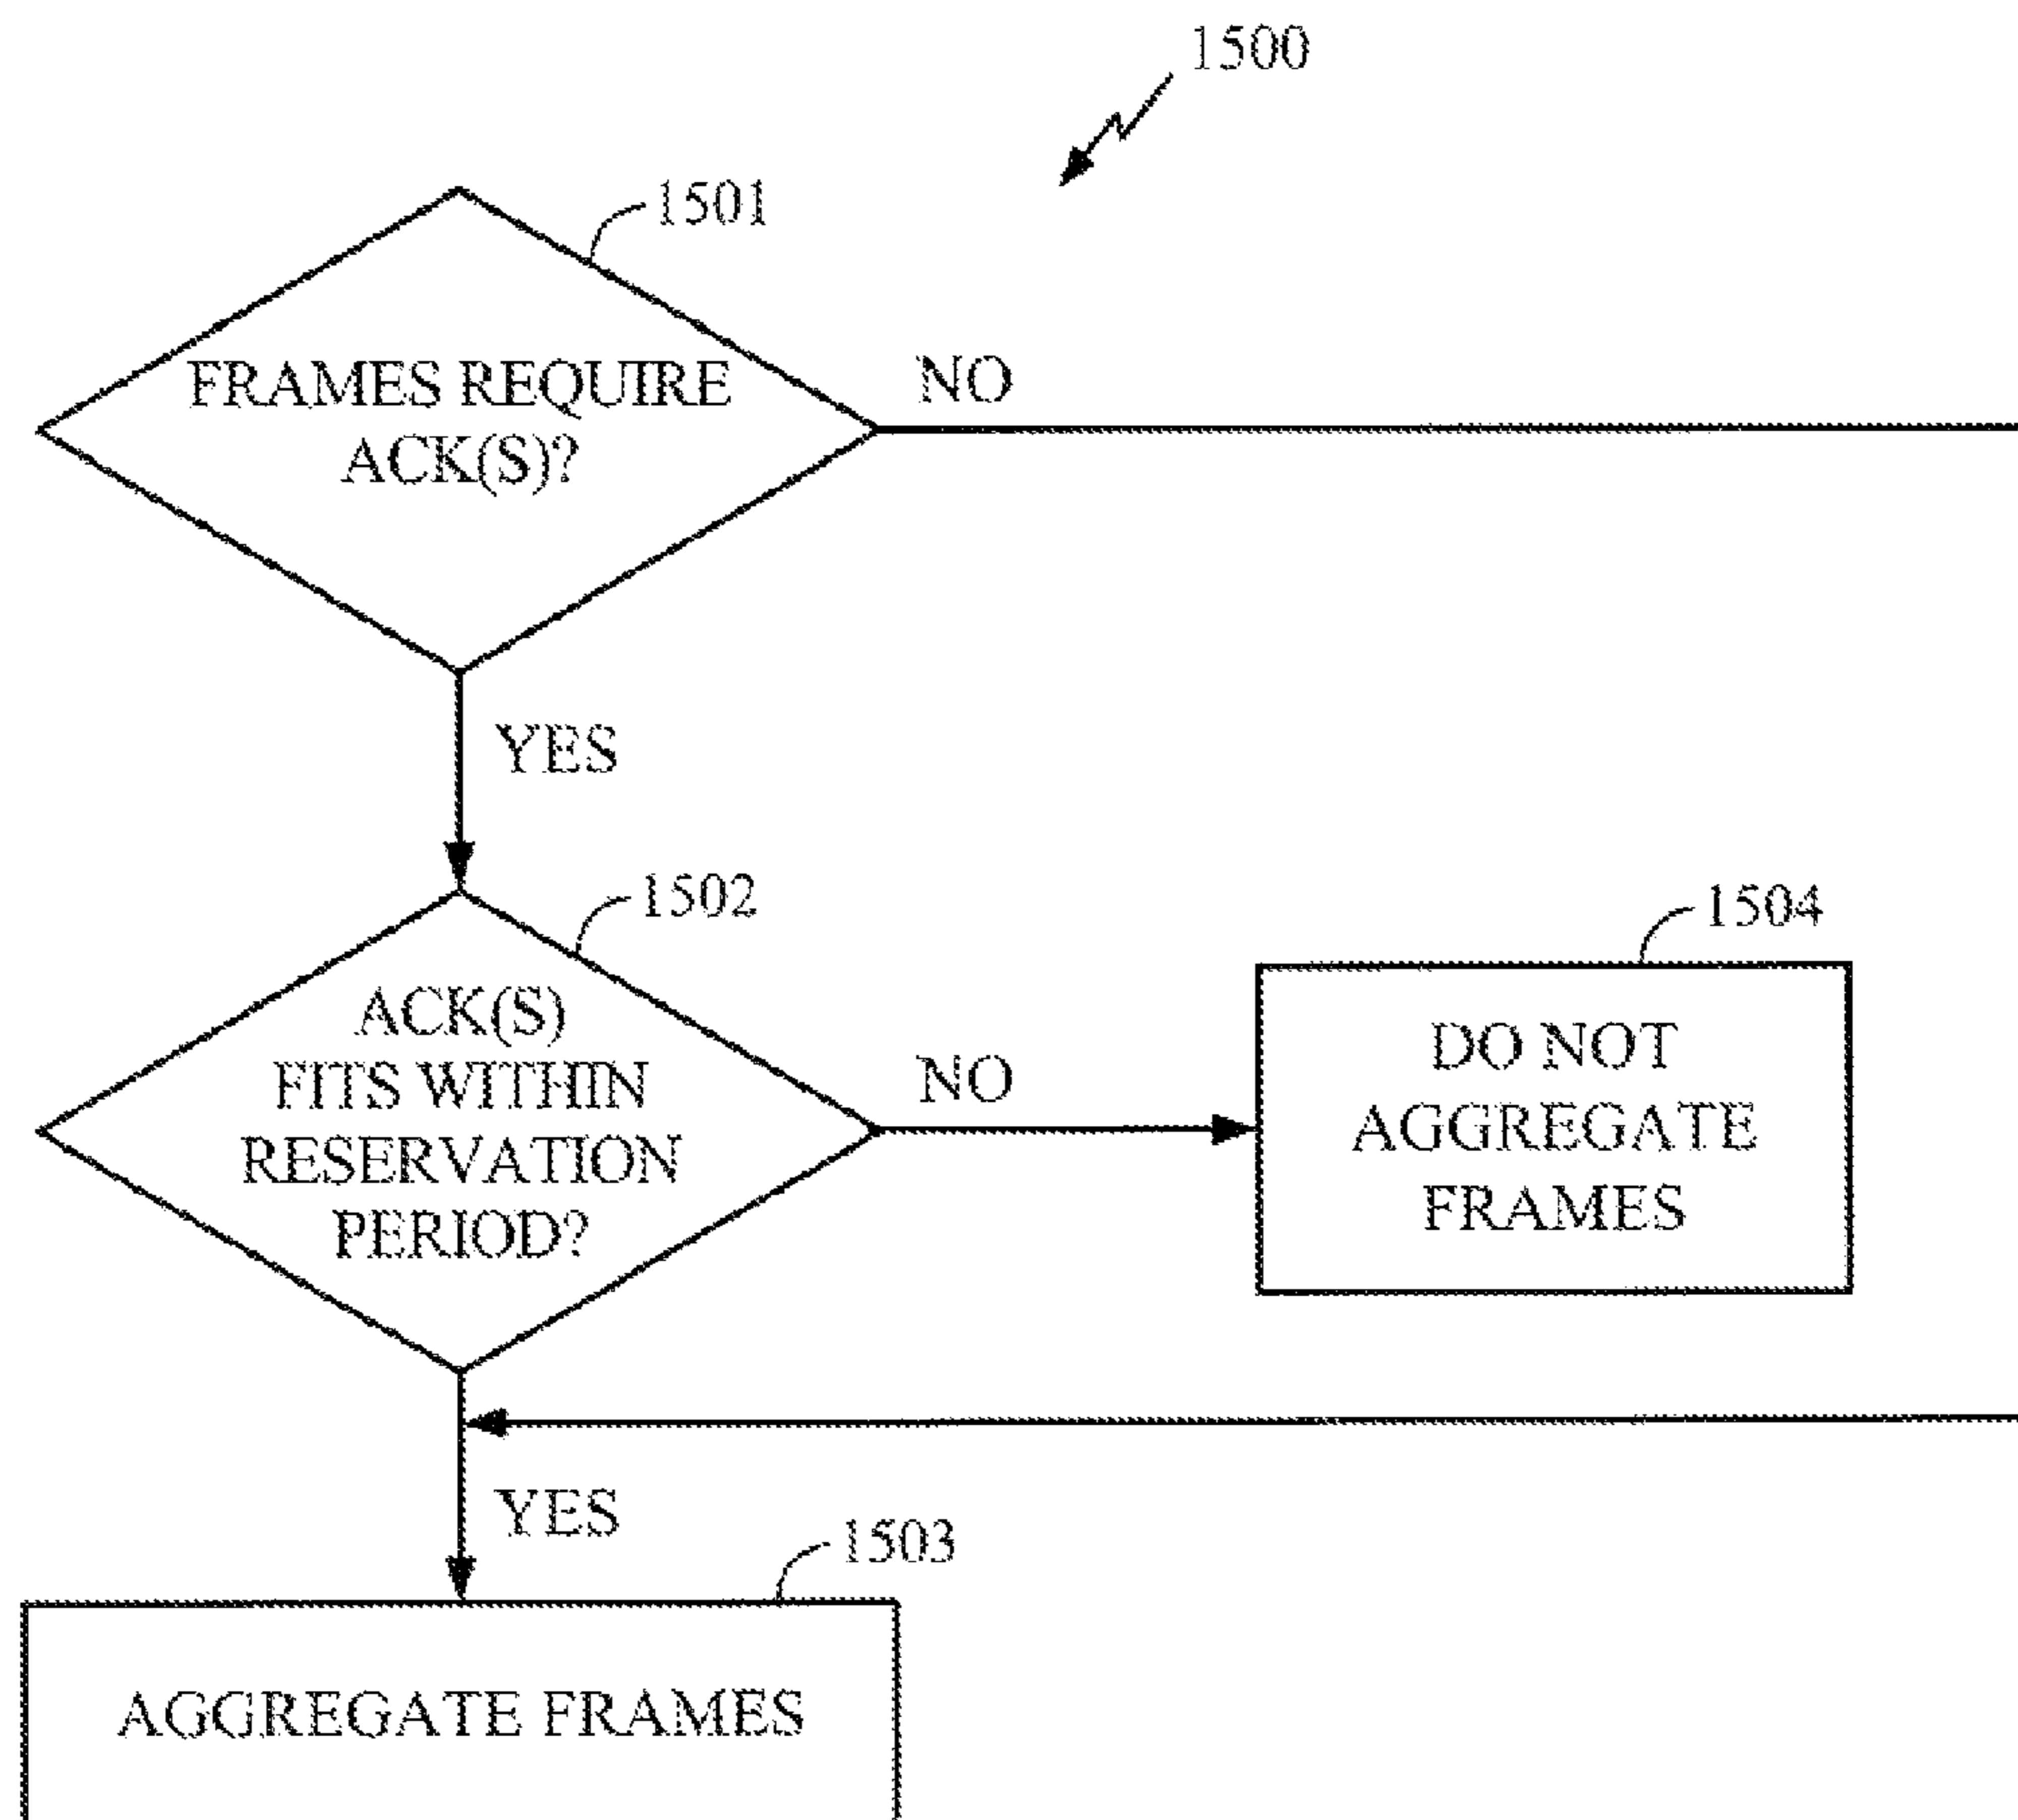 1500
1501
FRAMES REQUIRE
ACK(S)?
NO
YES
1502
ACK(S)
FITS WITHIN
RESERVATION
PERIOD?
NO
1504
DO NOT
AGGREGATE
FRAMES
YES
1503
AGGREGATE FRAMES